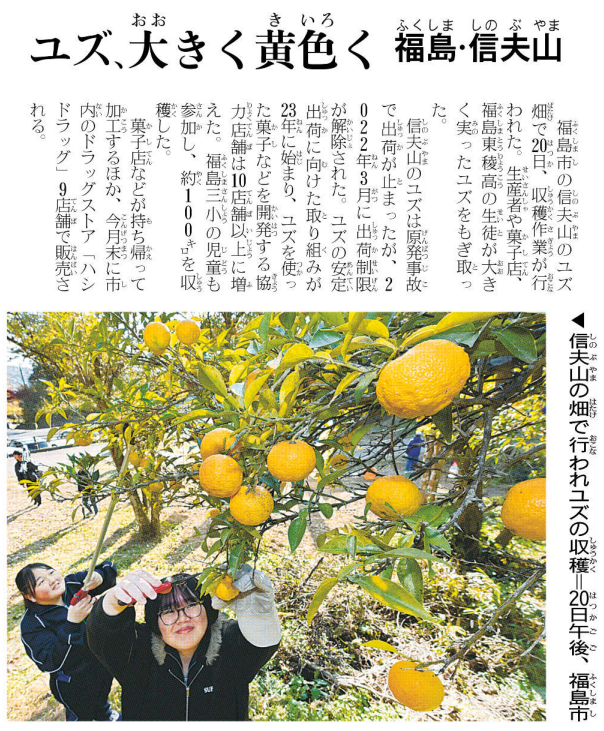 ユズ、大きく黄色く
福島・信夫山
福島市の信夫山のユズ
畑で20日、収穫作業が行
われた。生産者や菓子店、
福島東稜高の生徒が大き
く実ったユズをもぎ取っ
た。
信夫山のユズは原発事故
で出荷が止まったが、2
022年3月に出荷制限
が解除された。ユズの安定
出荷に向けた取り組みが
23年に始まり、ユズを使っ
た菓子などを開発する協
力店舗は10店舗以上に増
えた。福島三小の児童も
参加し、約100㌔を収
穫した。
菓子店などが持ち帰って
加工するほか、今月末に市
内のドラッグストア「ハシ
ドラッグ」9店舗で販売さ
れる。
◀信夫山の畑で行われユズの収穫＝20日午後、福島市